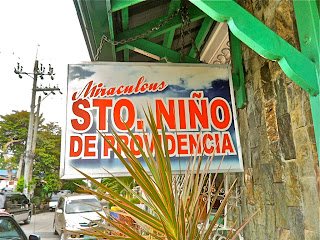 Miraculous
STO. NIÑO
DE PROVIDENCIA